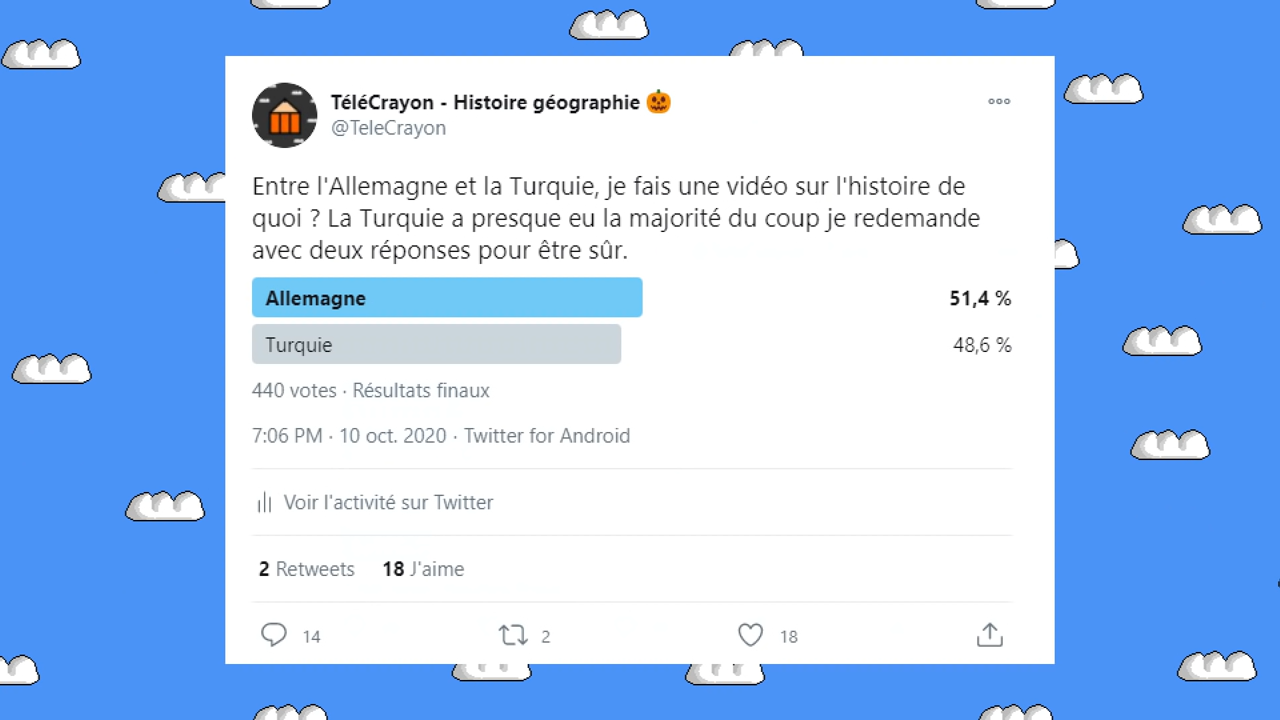 TéléCrayon - Histoire géographie 🎃
@TeleCrayon
Entre l'Allemagne et la Turquie, je fais une vidéo sur l'histoire de
quoi ? La Turquie a presque eu la majorité du coup je redemande
avec deux réponses pour être sûr.
Allemagne 51,4 %
Turquie 48,6 %
440 votes · Résultats finaux
7:06 PM · 10 oct. 2020 · Twitter for Android
Voir l'activité sur Twitter
2 Retweets 18 J'aime
14 2 18